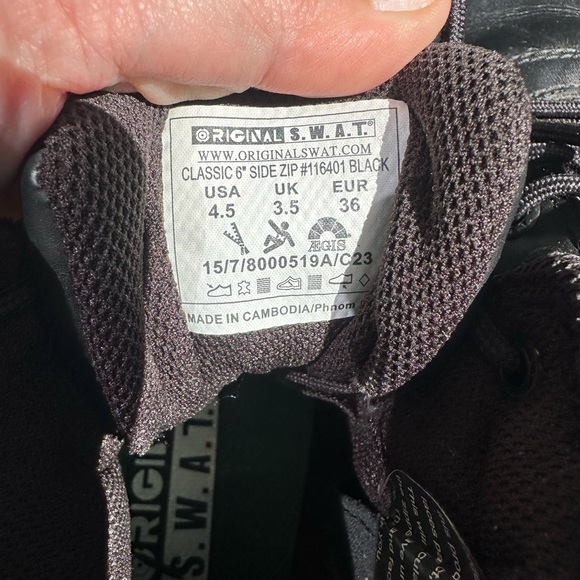 ORIGINAL S.W.A.T.®
WWW.ORIGINALSWAT.COM
CLASSIC 6" SIDE ZIP #116401 BLACK
USA UK EUR
4.5 3.5 36
ÆGIS
15/7/8000519A/C23
MADE IN CAMBODIA/Phnom
ORIGI
S.W.A.T.